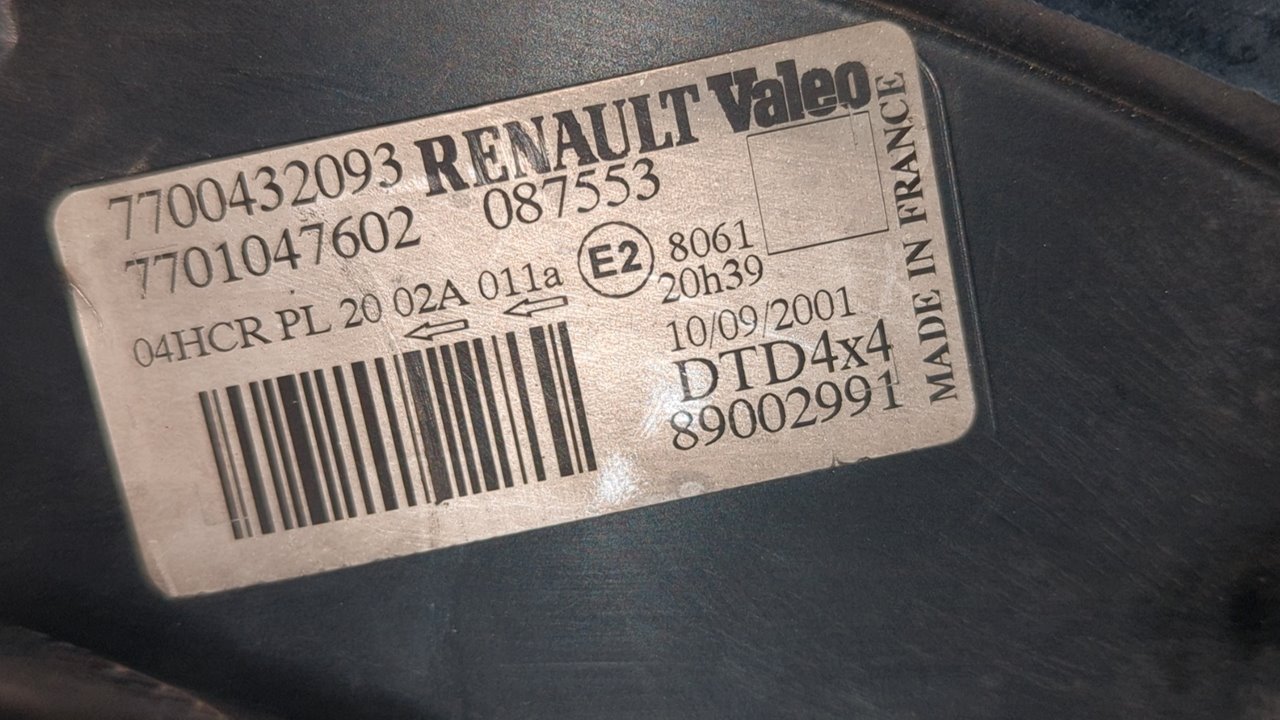 7700432093 RENAULT Valeo
7701047602 087553
04HCR PL 20 02A 011a E2 8061
20h39
10/09/2001
DTD4x4
89002991
MADE IN FRANCE